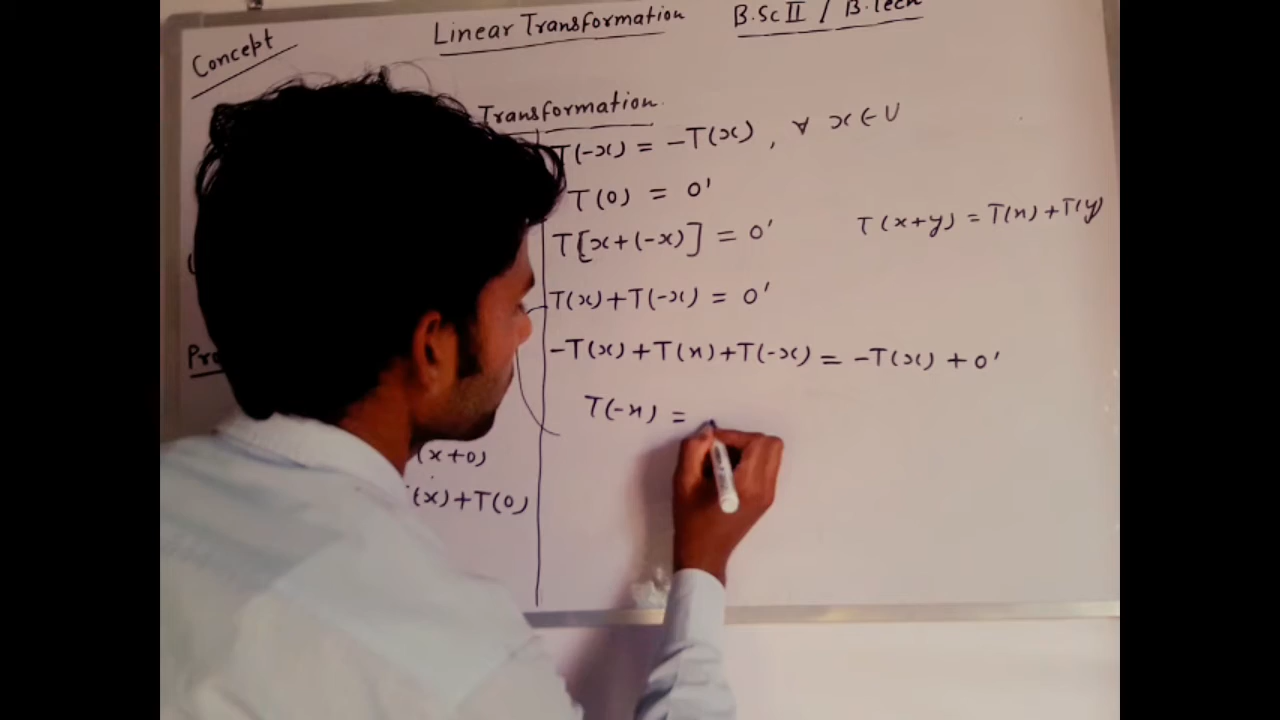 Concept
Linear Transformation
B.Sc II / B.Tech
Transformation
T(-x) = -T(x), ∀ x ∈ U
T(0) = 0'
T[x+(-x)] = 0'
T(x+y) = T(x)+T(y)
T(x)+T(-x) = 0'
-T(x)+T(x)+T(-x) = -T(x)+0'
T(-x) =
(x+0)
(x)+T(0)